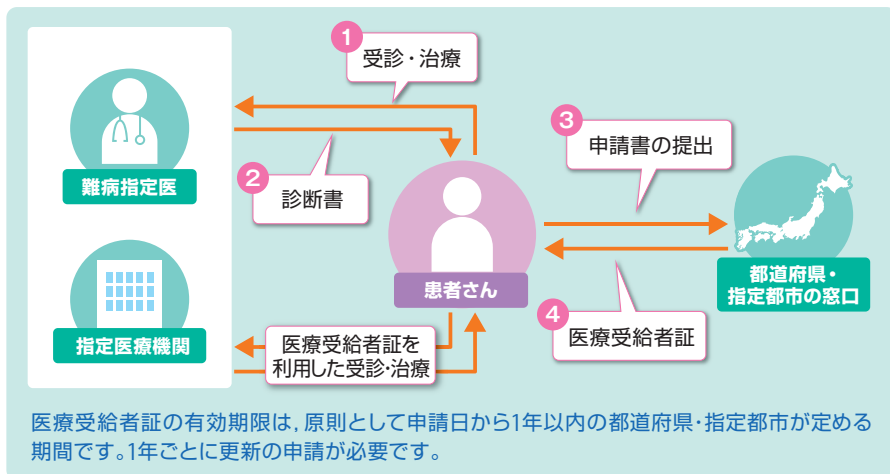 1
受診・治療
難病指定医
2
診断書
3
申請書の提出
患者さん
都道府県・
指定都市の窓口
4
医療受給者証
指定医療機関
医療受給者証を
利用した受診・治療
医療受給者証の有効期限は，原則として申請日から1年以内の都道府県・指定都市が定める
期間です。1年ごとに更新の申請が必要です。